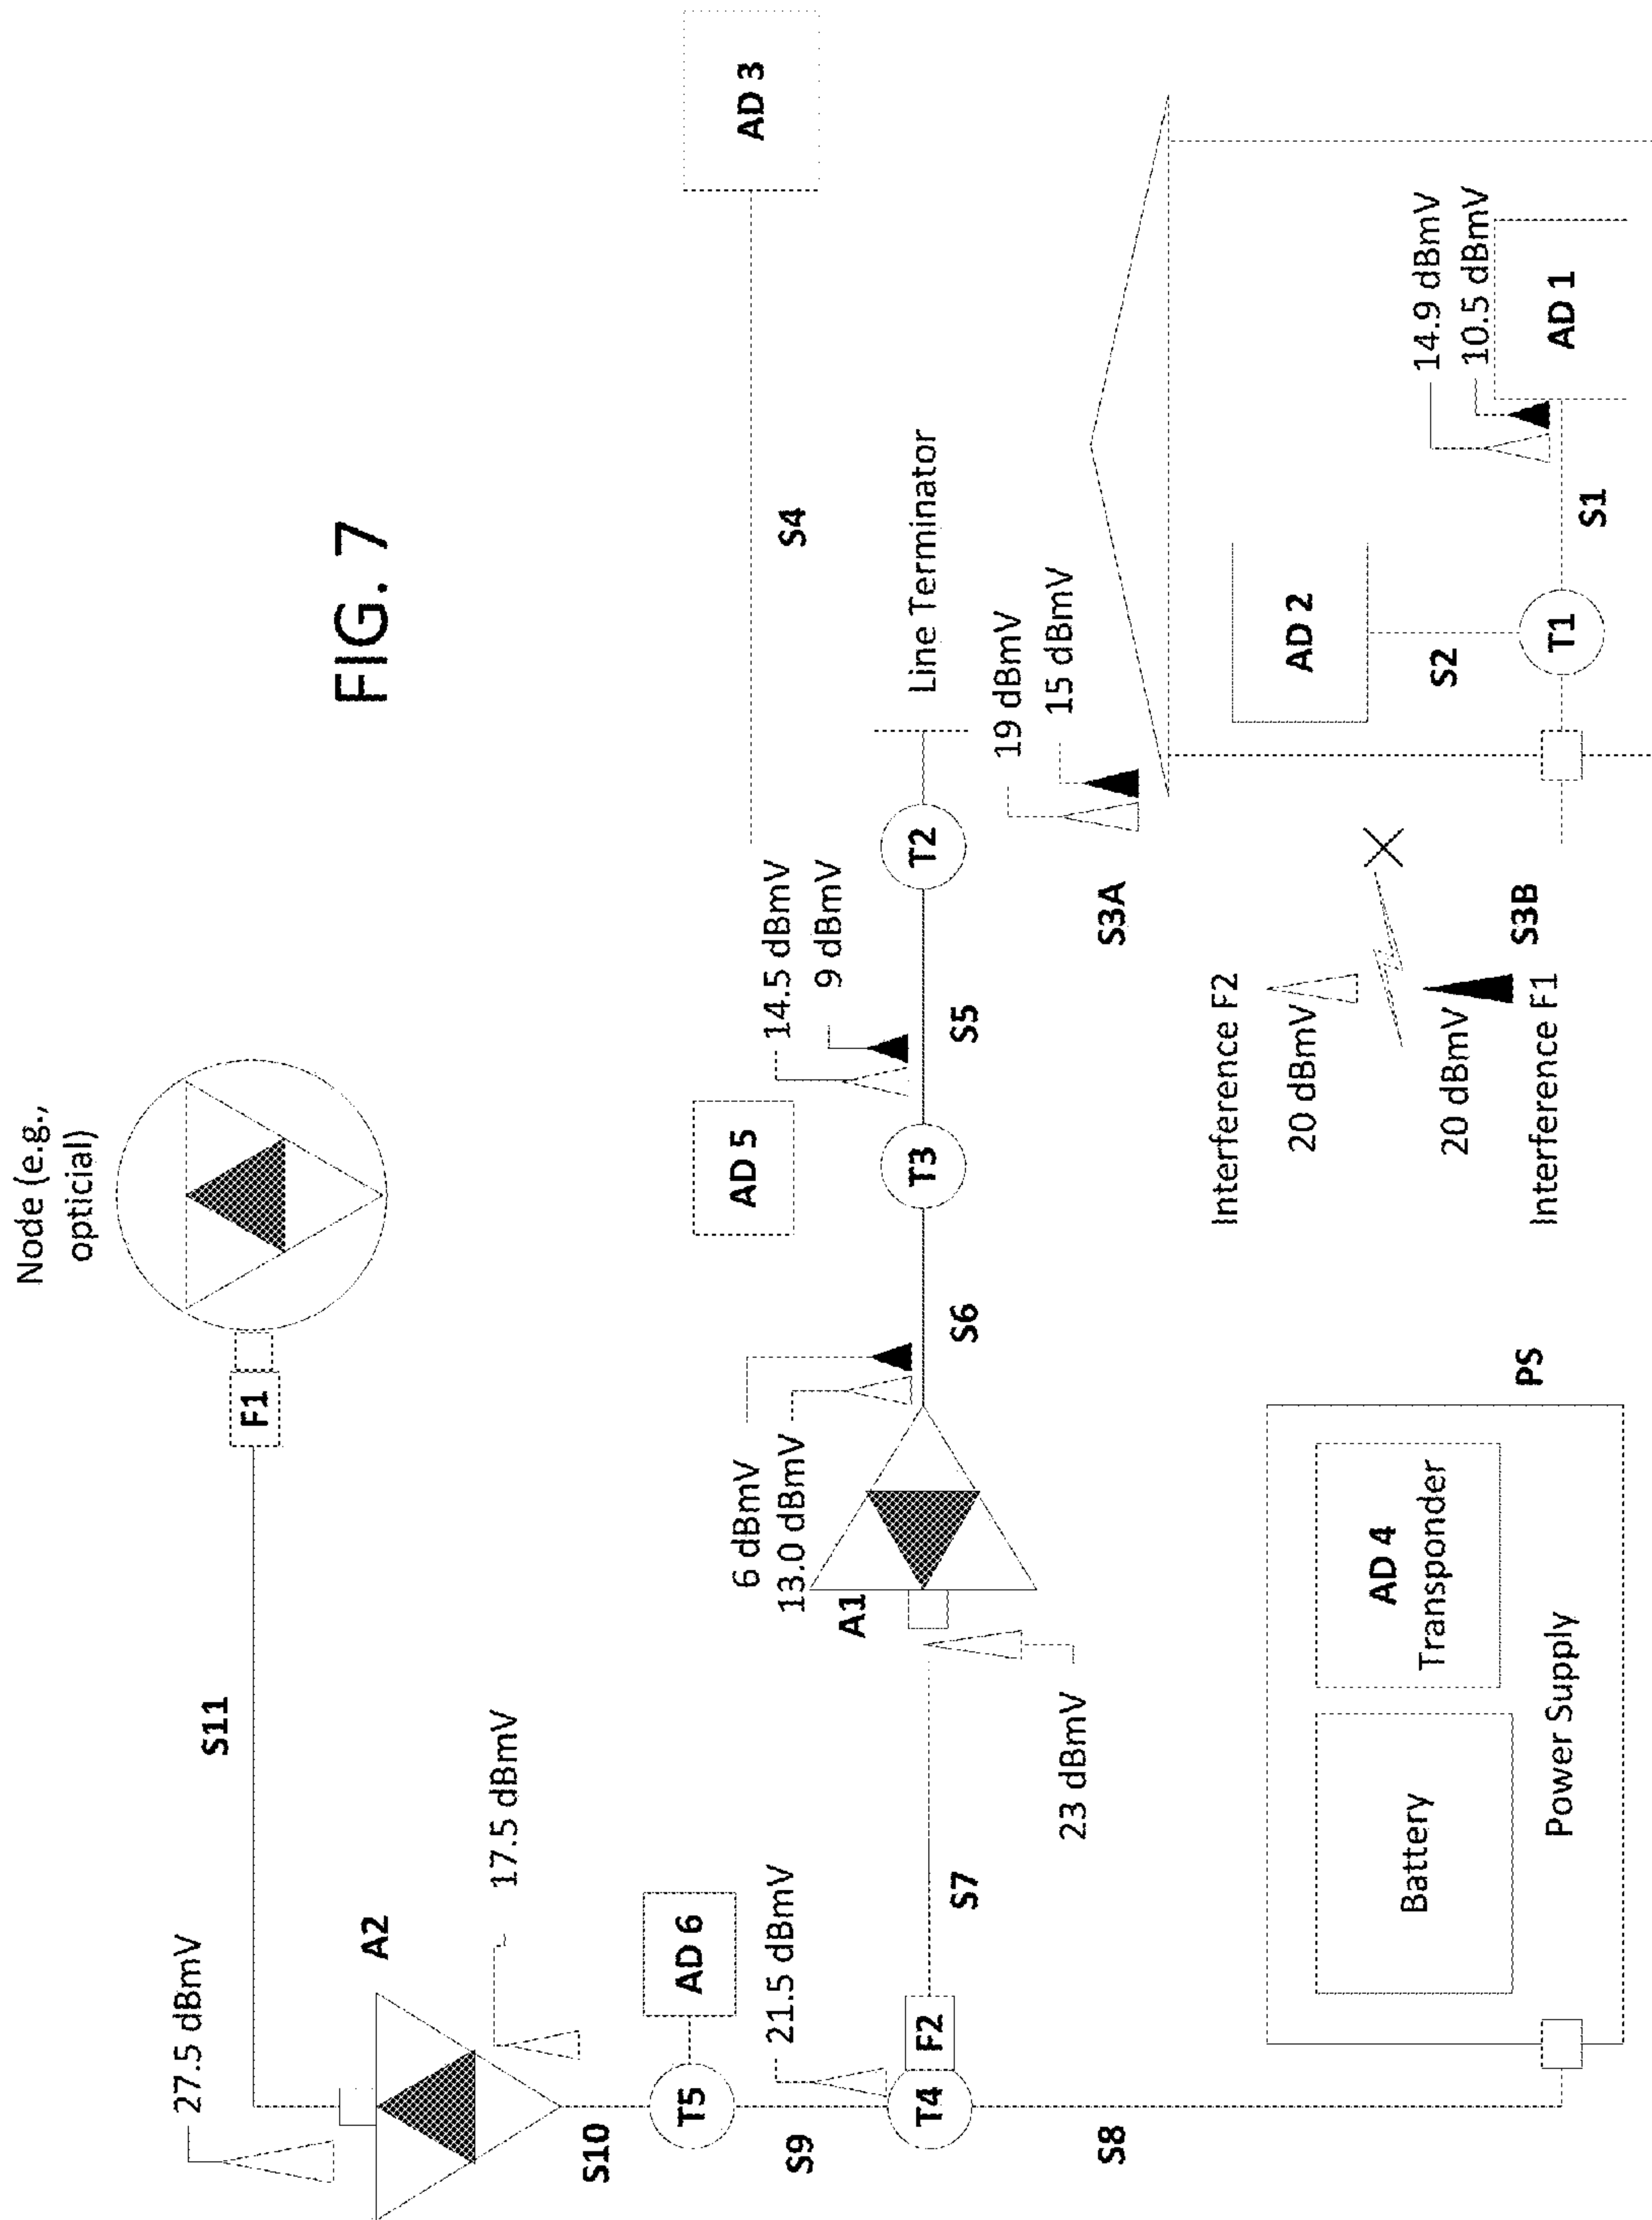 FIG. 7
Node (e.g.,
opticial)
F1
S11
27.5 dBmV
A2
17.5 dBmV
S10
T5
AD 6
S9
21.5 dBmV
T4
F2
S7
23 dBmV
A1
6 dBmV
13.0 dBmV
S6
AD 5
T3
14.5 dBmV
9 dBmV
S5
T2
Line Terminator
S4
AD 3
S8
Battery
AD 4
Transponder
Power Supply
PS
19 dBmV
15 dBmV
S3A
Interference F2
20 dBmV
20 dBmV
Interference F1
S3B
AD 2
S2
T1
S1
14.9 dBmV
10.5 dBmV
AD 1